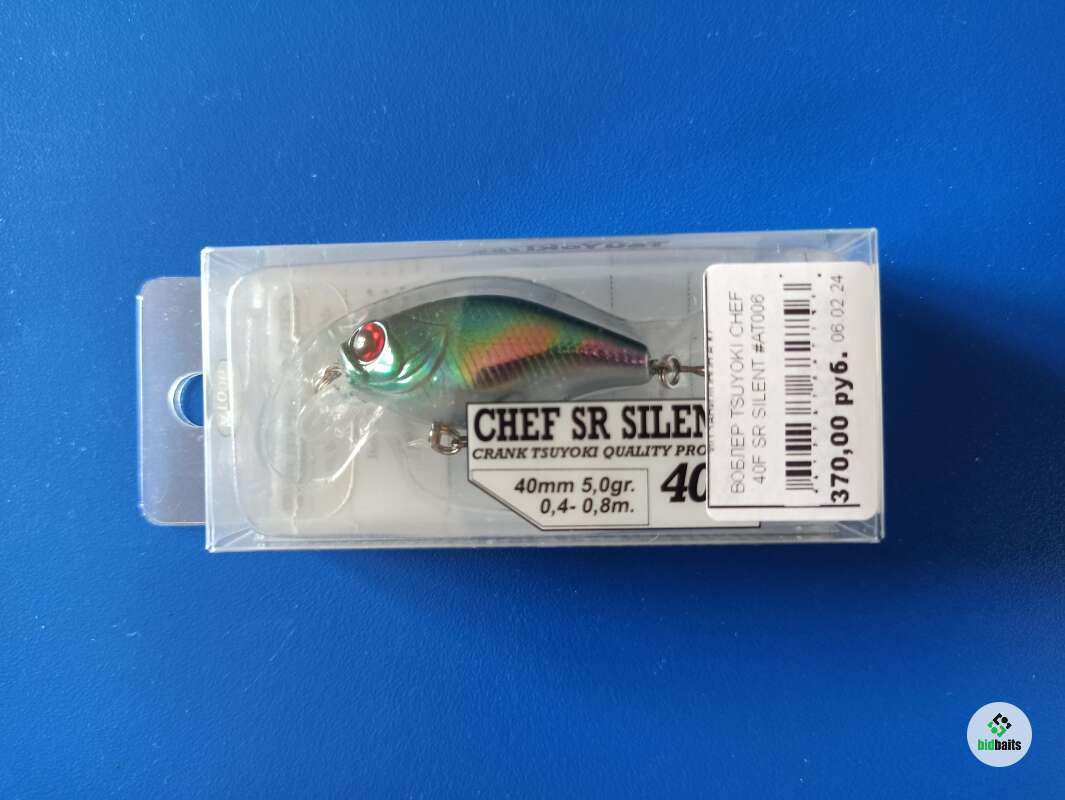 TSUYOKI
CHEF SR SILEN
CRANK TSUYOKI QUALITY PRO
40mm 5,0gr.
0,4- 0,8m.
40
ВОБЛЕР TSUYOKI CHEF
40F SR SILENT #AT006
370,00 руб.
06 02 24
bidbaits